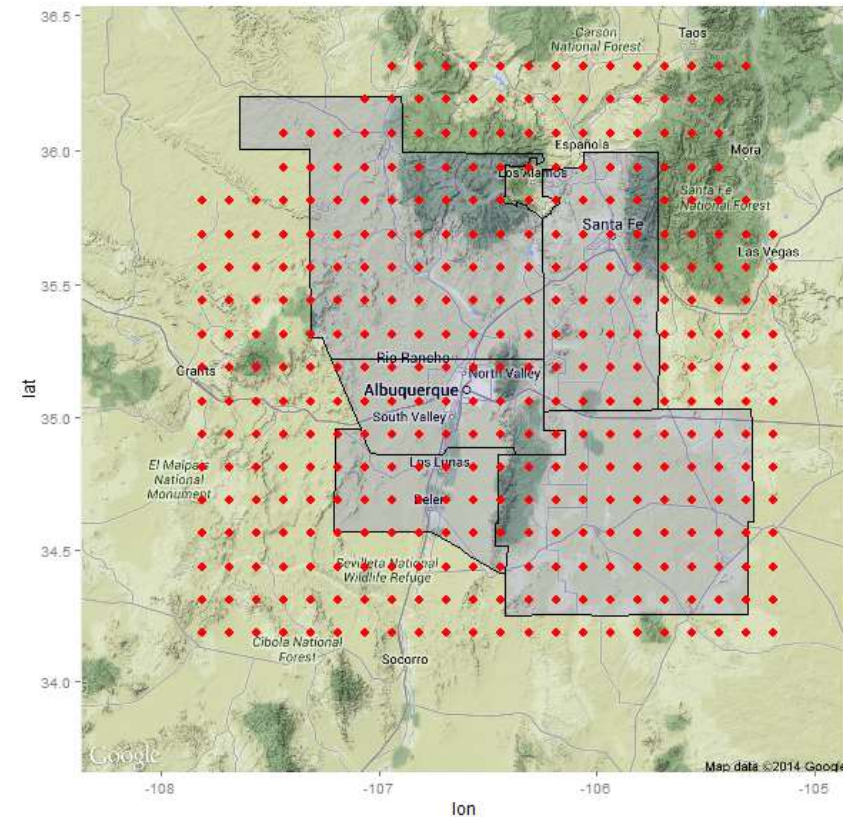 36.5
36.0
35.5
35.0
34.5
34.0
lat
Carson
National Forest
Taos
Española
Mora
Los Alamos
Santa Fe
National Forest
Santa Fe
Las Vegas
Rio Rancho
Grants
North Valley
Albuquerque
South Valley
El Malpais
National
Monument
Los Lunas
Belen
Sevilleta National
Wildlife Refuge
Cibola National
Forest
Socorro
Google
Map data ©2014 Google
-108
-107
-106
-105
lon